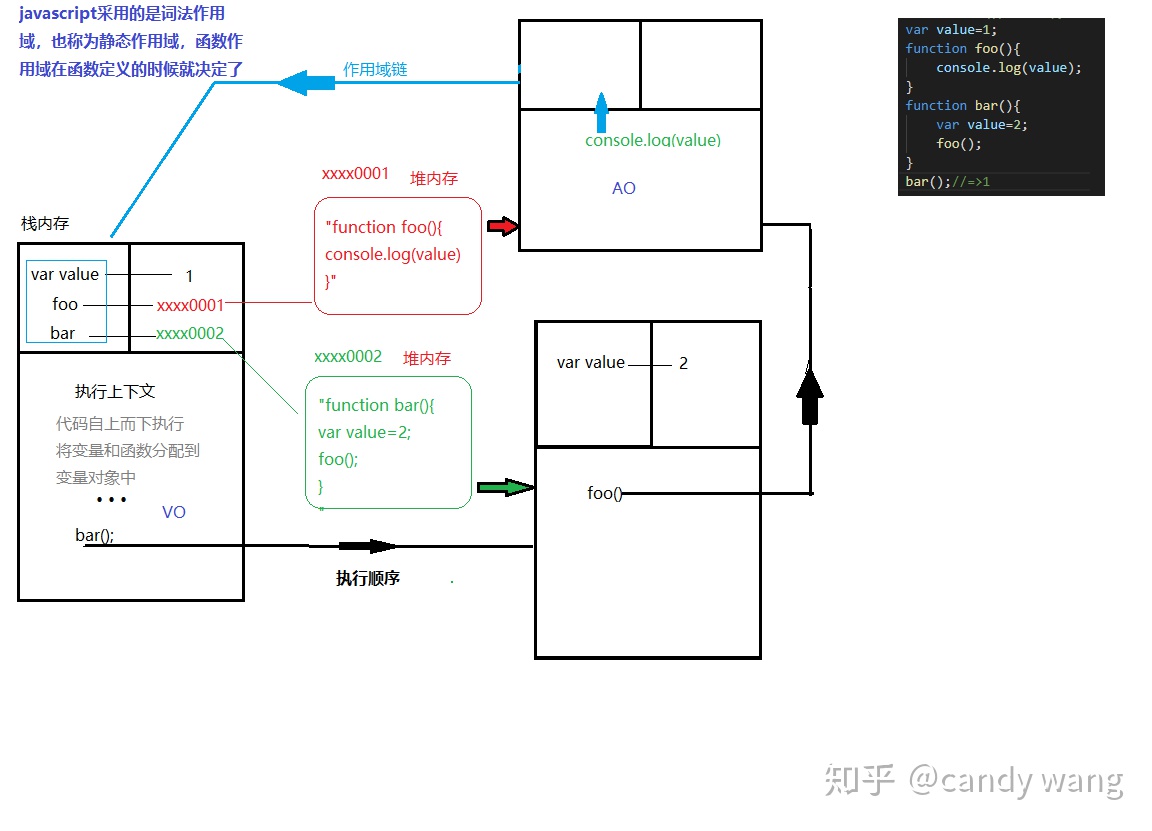 javascript采用的是词法作用
域，也称为静态作用域，函数作
用域在函数定义的时候就决定了
作用域链
console.log(value)
AO
var value=1;
function foo(){
console.log(value);
}
function bar(){
var value=2;
foo();
}
bar();//=>1
xxxx0001 堆内存
"function foo(){
console.log(value)
}"
栈内存
var value 1
foo xxxx0001
bar xxxx0002
执行上下文
代码自上而下执行
将变量和函数分配到
变量对象中
•••
VO
bar();
xxxx0002 堆内存
"function bar(){
var value=2;
foo();
}
"
执行顺序
var value 2
foo()
知乎 @candy wang